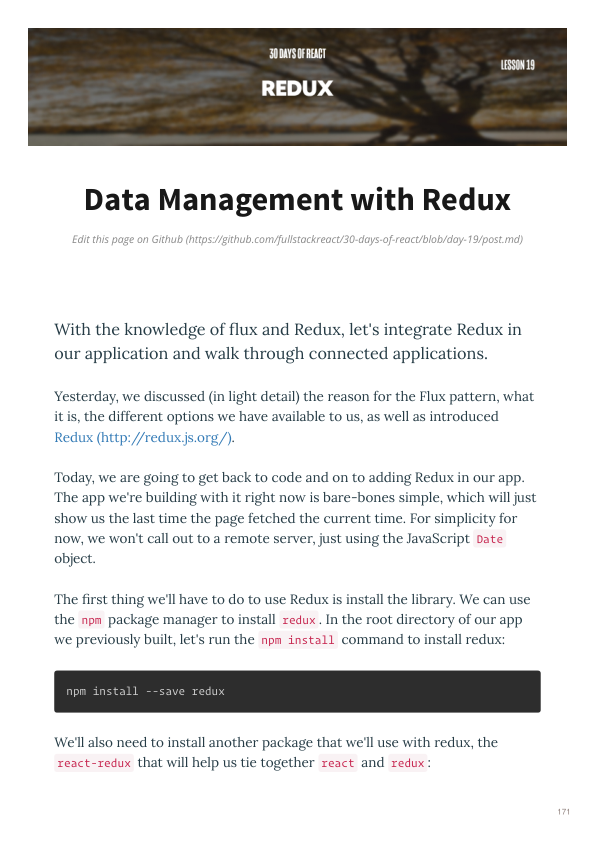 30 DAYS OF REACT
LESSON 19
REDUX
Data Management with Redux
Edit this page on Github (https://github.com/fullstackreact/30-days-of-react/blob/day-19/post.md)
With the knowledge of flux and Redux, let's integrate Redux in
our application and walk through connected applications.
Yesterday, we discussed (in light detail) the reason for the Flux pattern, what
it is, the different options we have available to us, as well as introduced
Redux (http://redux.js.org/).
Today, we are going to get back to code and on to adding Redux in our app.
The app we're building with it right now is bare-bones simple, which will just
show us the last time the page fetched the current time. For simplicity for
now, we won't call out to a remote server, just using the JavaScript Date
object.
The first thing we'll have to do to use Redux is install the library. We can use
the npm package manager to install redux. In the root directory of our app
we previously built, let's run the npm install command to install redux:
npm install --save redux
We'll also need to install another package that we'll use with redux, the
react-redux that will help us tie together react and redux:
171